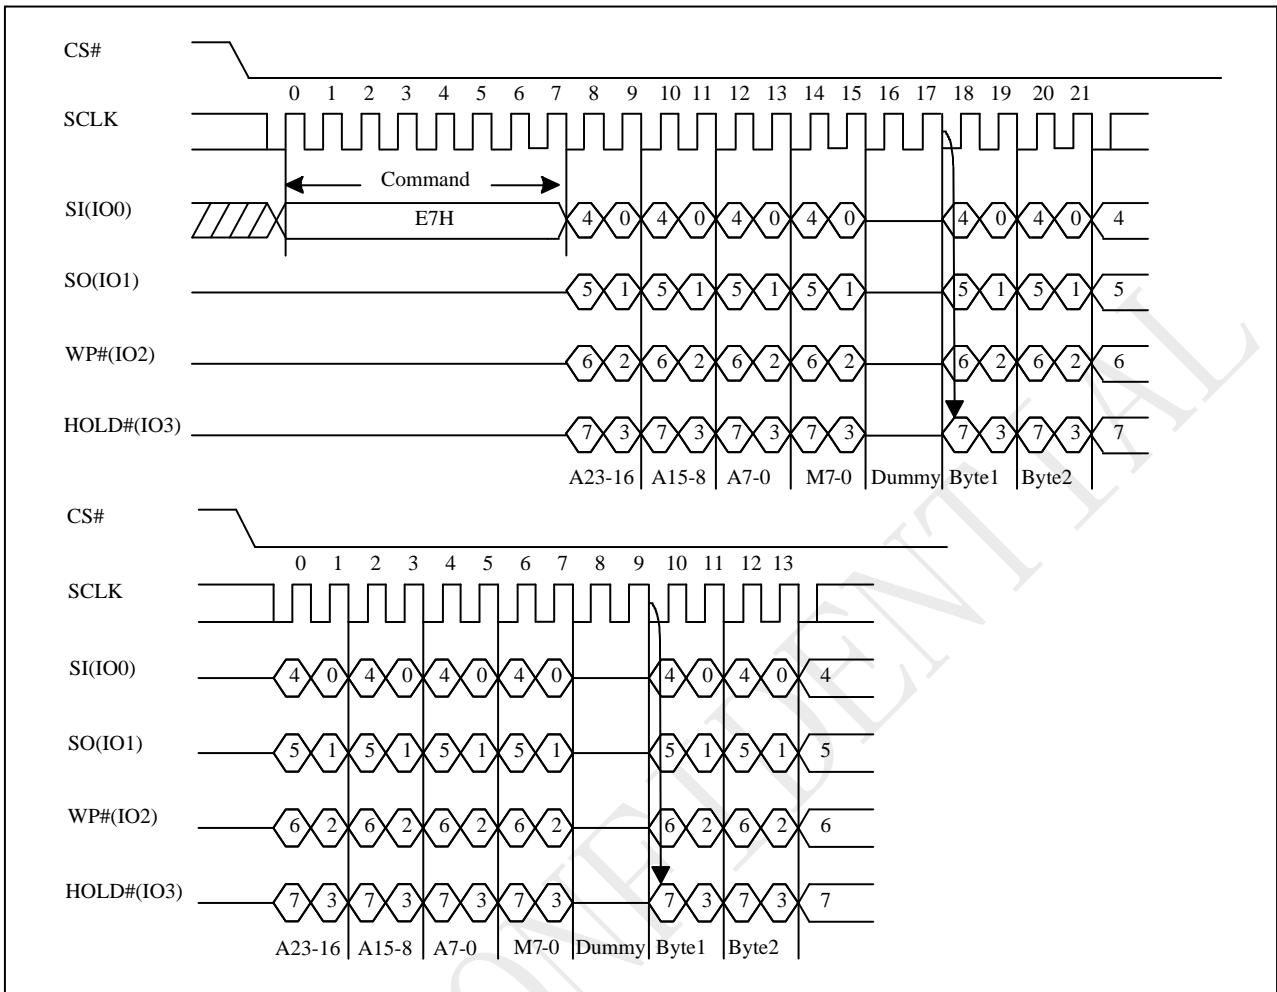 CS#
0 1 2 3 4 5 6 7 8 9 10 11 12 13 14 15 16 17 18 19 20 21
SCLK
Command
SI(IO0) E7H 4 0 4 0 4 0 4 0 4 0 4 0 4
SO(IO1) 5 1 5 1 5 1 5 1 5 1 5 1 5
WP#(IO2) 6 2 6 2 6 2 6 2 6 2 6 2 6
HOLD#(IO3) 7 3 7 3 7 3 7 3 7 3 7 3 7
A23-16 A15-8 A7-0 M7-0 Dummy Byte1 Byte2
CS#
0 1 2 3 4 5 6 7 8 9 10 11 12 13
SCLK
SI(IO0) 4 0 4 0 4 0 4 0 4 0 4 0 4
SO(IO1) 5 1 5 1 5 1 5 1 5 1 5 1 5
WP#(IO2) 6 2 6 2 6 2 6 2 6 2 6 2 6
HOLD#(IO3) 7 3 7 3 7 3 7 3 7 3 7 3 7
A23-16 A15-8 A7-0 M7-0 Dummy Byte1 Byte2